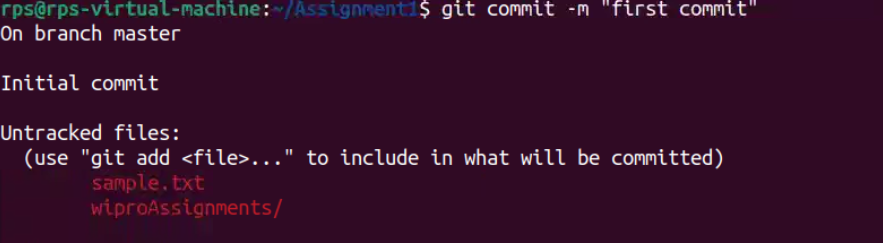 rps@rps-virtual-machine:~/Assignment1$ git commit -m "first commit"
On branch master
Initial commit
Untracked files:
  (use "git add <file>..." to include in what will be committed)
        sample.txt
        wiproAssignments/